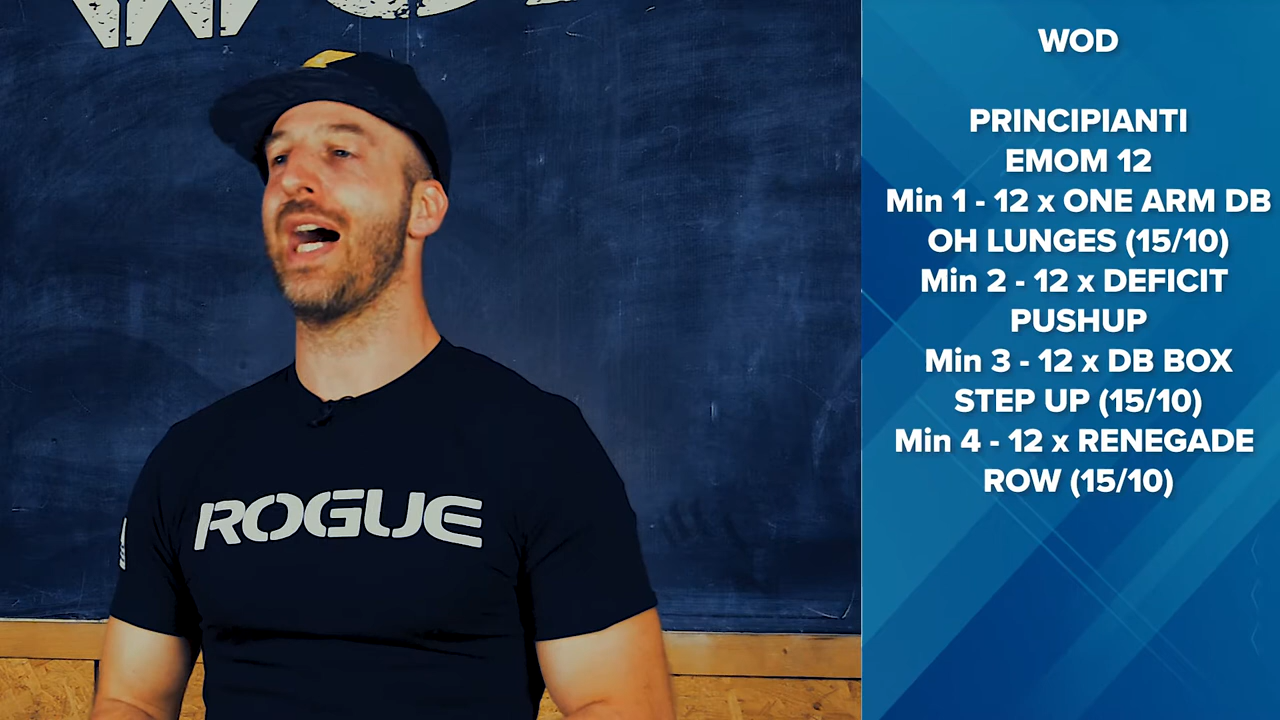 ROGUE
WOD
PRINCIPIANTI
EMOM 12
Min 1 - 12 x ONE ARM DB
OH LUNGES (15/10)
Min 2 - 12 x DEFICIT
PUSHUP
Min 3 - 12 x DB BOX
STEP UP (15/10)
Min 4 - 12 x RENEGADE
ROW (15/10)